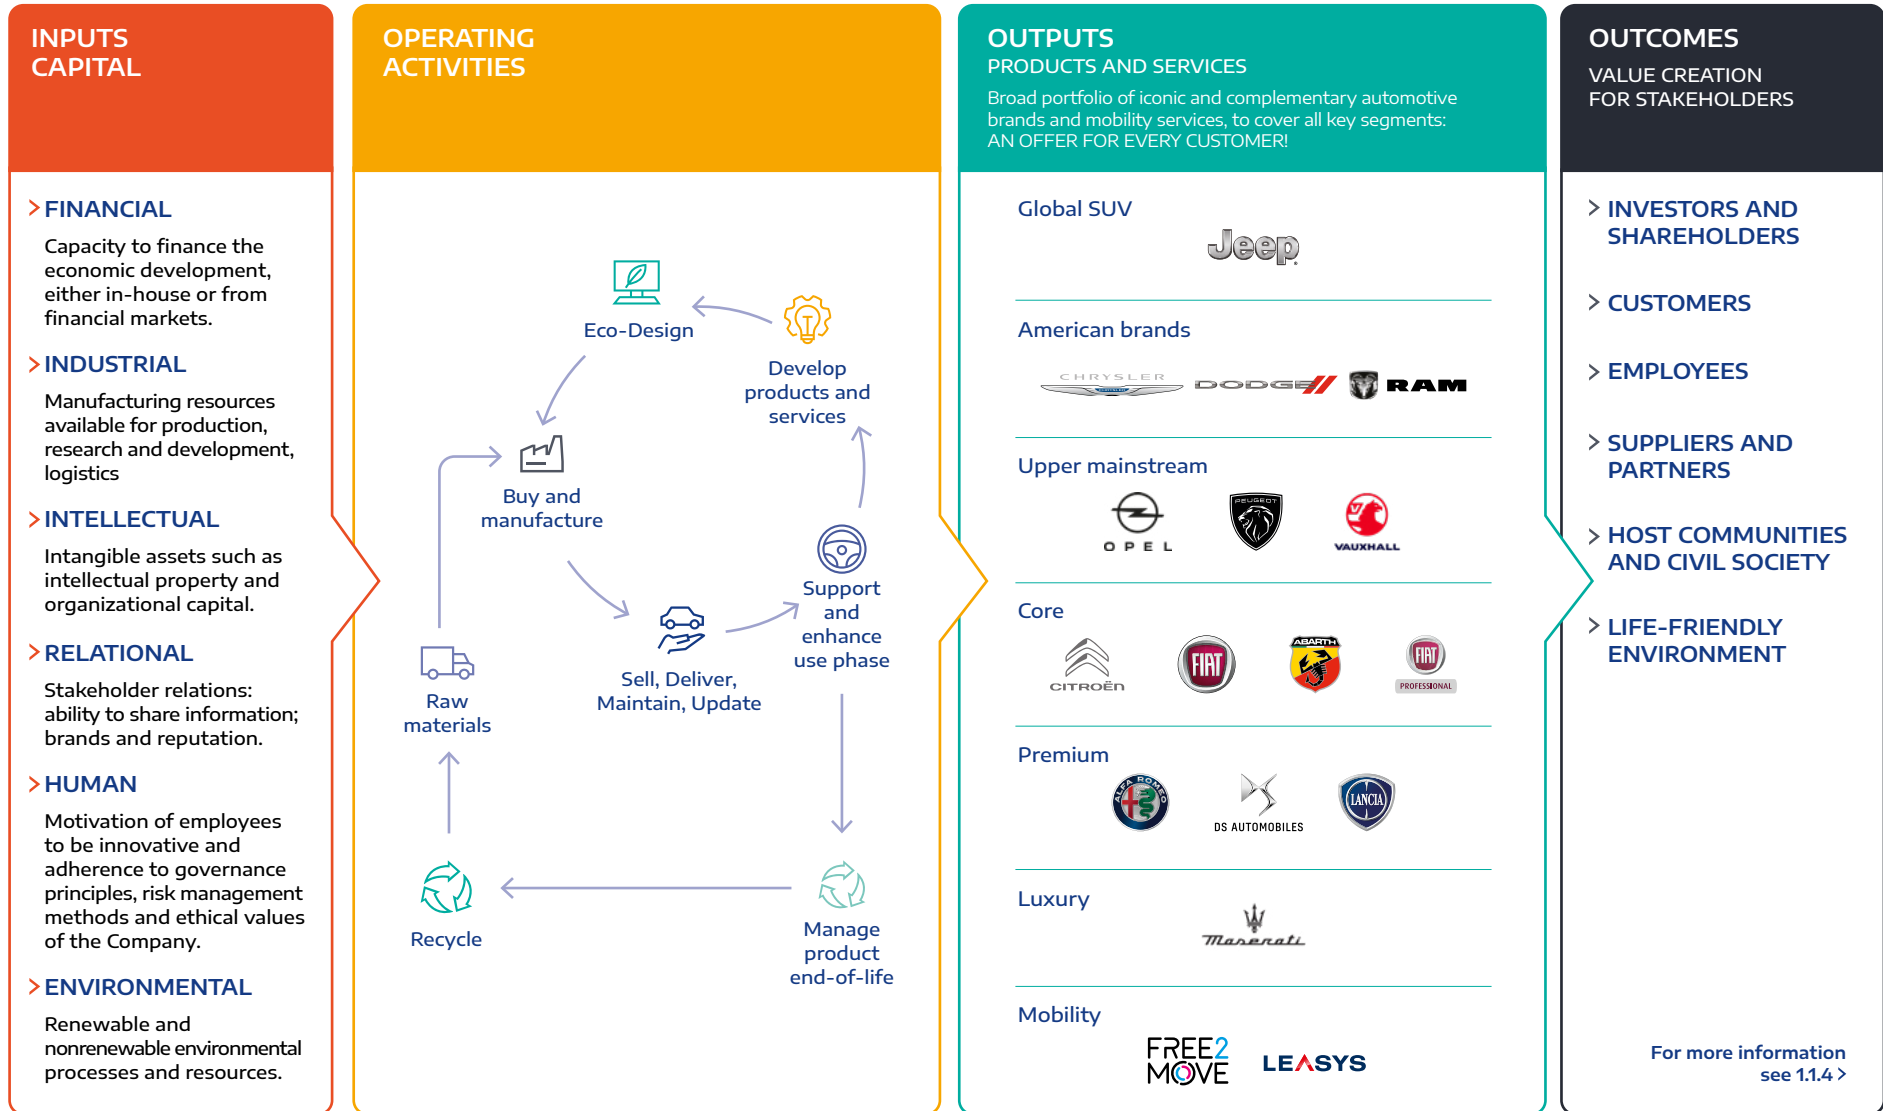 INPUTS
CAPITAL
> FINANCIAL
Capacity to finance the
economic development,
either in-house or from
financial markets.
> INDUSTRIAL
Manufacturing resources
available for production,
research and development,
logistics
> INTELLECTUAL
Intangible assets such as
intellectual property and
organizational capital.
> RELATIONAL
Stakeholder relations:
ability to share information;
brands and reputation.
> HUMAN
Motivation of employees
to be innovative and
adherence to governance
principles, risk management
methods and ethical values
of the Company.
> ENVIRONMENTAL
Renewable and
nonrenewable environmental
processes and resources.
OPERATING
ACTIVITIES
Eco-Design
Develop
products and
services
Buy and
manufacture
Support
and
enhance
use phase
Sell, Deliver,
Maintain, Update
Raw
materials
Recycle
Manage
product
end-of-life
OUTPUTS
PRODUCTS AND SERVICES
Broad portfolio of iconic and complementary automotive
brands and mobility services, to cover all key segments:
AN OFFER FOR EVERY CUSTOMER!
Global SUV
Jeep
American brands
CHRYSLER
DODGE
RAM
Upper mainstream
OPEL
PEUGEOT
VAUXHALL
Core
CITROËN
FIAT
ABARTH
FIAT
PROFESSIONAL
Premium
ALFA ROMEO
DS AUTOMOBILES
LANCIA
Luxury
Maserati
Mobility
FREE2
MOVE
LEASYS
OUTCOMES
VALUE CREATION
FOR STAKEHOLDERS
> INVESTORS AND
SHAREHOLDERS
> CUSTOMERS
> EMPLOYEES
> SUPPLIERS AND
PARTNERS
> HOST COMMUNITIES
AND CIVIL SOCIETY
> LIFE-FRIENDLY
ENVIRONMENT
For more information
see 1.1.4 >